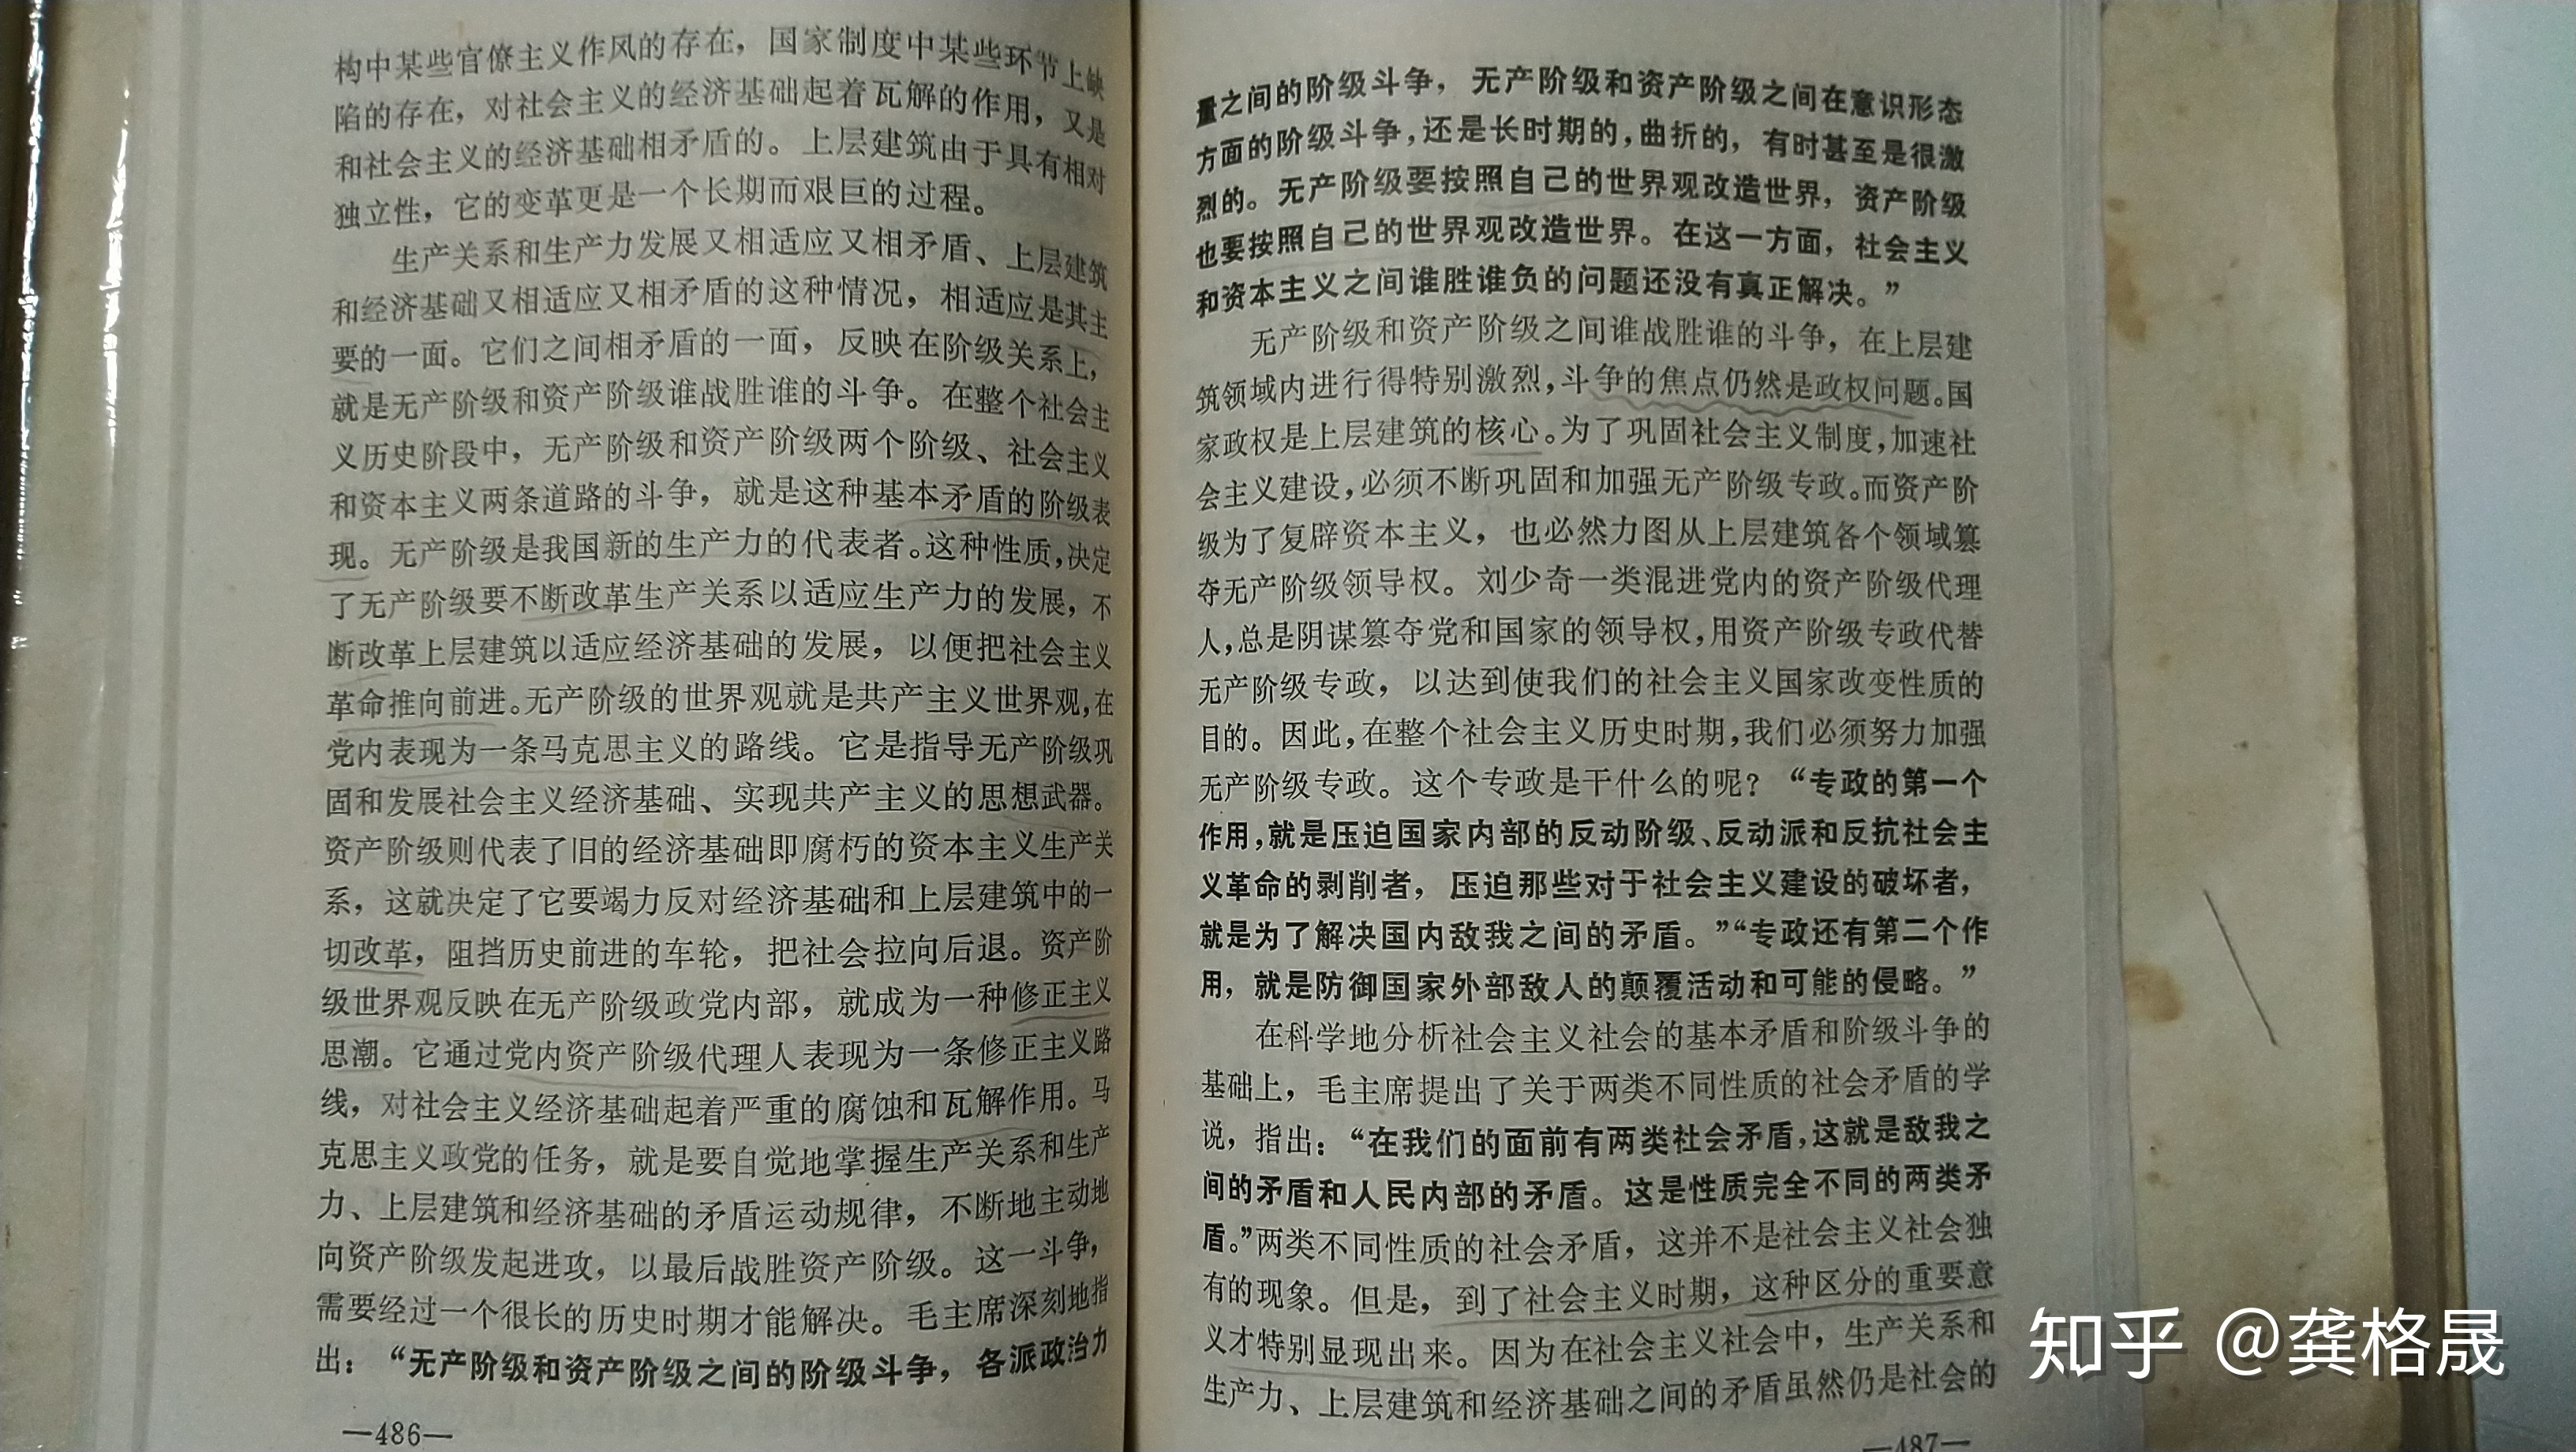 构中某些官僚主义作风的存在，国家制度中某些环节上缺
陷的存在，对社会主义的经济基础起着瓦解的作用，又是
和社会主义的经济基础相矛盾的。上层建筑由于具有相对
独立性，它的变革更是一个长期而艰巨的过程。
生产关系和生产力发展又相适应又相矛盾、上层建筑
和经济基础又相适应又相矛盾的这种情况，相适应是其主
要的一面。它们之间相矛盾的一面，反映在阶级关系上，
就是无产阶级和资产阶级谁战胜谁的斗争。在整个社会主
义历史阶段中，无产阶级和资产阶级两个阶级、社会主义
和资本主义两条道路的斗争，就是这种基本矛盾的阶级表
现。无产阶级是我国新的生产力的代表者。这种性质，决定
了无产阶级要不断改革生产关系以适应生产力的发展，不
断改革上层建筑以适应经济基础的发展，以便把社会主义
革命推向前进。无产阶级的世界观就是共产主义世界观，在
党内表现为一条马克思主义的路线。它是指导无产阶级巩
固和发展社会主义经济基础、实现共产主义的思想武器。
资产阶级则代表了旧的经济基础即腐朽的资本主义生产关
系，这就决定了它要竭力反对经济基础和上层建筑中的一
切改革，阻挡历史前进的车轮，把社会拉向后退。资产阶
级世界观反映在无产阶级政党内部，就成为一种修正主义
思潮。它通过党内资产阶级代理人表现为一条修正主义路
线，对社会主义经济基础起着严重的腐蚀和瓦解作用。马
克思主义政党的任务，就是要自觉地掌握生产关系和生产
力、上层建筑和经济基础的矛盾运动规律，不断地主动地
向资产阶级发起进攻，以最后战胜资产阶级。这一斗争，
需要经过一个很长的历史时期才能解决。毛主席深刻地指
出：“无产阶级和资产阶级之间的阶级斗争，各派政治力
—486—
量之间的阶级斗争，无产阶级和资产阶级之间在意识形态
方面的阶级斗争，还是长时期的，曲折的，有时甚至是很激
烈的。无产阶级要按照自己的世界观改造世界，资产阶级
也要按照自己的世界观改造世界。在这一方面，社会主义
和资本主义之间谁胜谁负的问题还没有真正解决。”
无产阶级和资产阶级之间谁战胜谁的斗争，在上层建
筑领域内进行得特别激烈，斗争的焦点仍然是政权问题。国
家政权是上层建筑的核心。为了巩固社会主义制度，加速社
会主义建设，必须不断巩固和加强无产阶级专政。而资产阶
级为了复辟资本主义，也必然力图从上层建筑各个领域篡
夺无产阶级领导权。刘少奇一类混进党内的资产阶级代理
人，总是阴谋篡夺党和国家的领导权，用资产阶级专政代替
无产阶级专政，以达到使我们的社会主义国家改变性质的
目的。因此，在整个社会主义历史时期，我们必须努力加强
无产阶级专政。这个专政是干什么的呢？“专政的第一个
作用，就是压迫国家内部的反动阶级、反动派和反抗社会主
义革命的剥削者，压迫那些对于社会主义建设的破坏者，
就是为了解决国内敌我之间的矛盾。”“专政还有第二个作
用，就是防御国家外部敌人的颠覆活动和可能的侵略。”
在科学地分析社会主义社会的基本矛盾和阶级斗争的
基础上，毛主席提出了关于两类不同性质的社会矛盾的学
说，指出：“在我们的面前有两类社会矛盾，这就是敌我之
间的矛盾和人民内部的矛盾。这是性质完全不同的两类矛
盾。”两类不同性质的社会矛盾，这并不是社会主义社会独
有的现象。但是，到了社会主义时期，这种区分的重要意
义才特别显现出来。因为在社会主义社会中，生产关系和
生产力、上层建筑和经济基础之间的矛盾虽然仍是社会的
—487—
知乎 @龚格晟